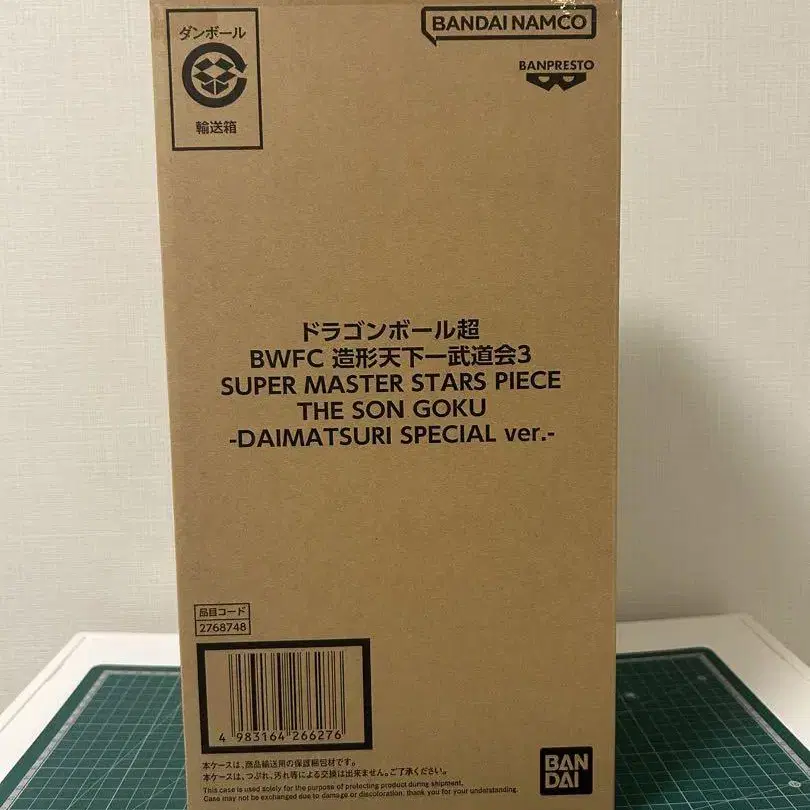 ダンボール
輸送箱
BANDAI NAMCO
BANPRESTO
ドラゴンボール超
BWFC 造形天下一武道会3
SUPER MASTER STARS PIECE
THE SON GOKU
-DAIMATSURI SPECIAL ver.-
品目コード
2768748
4 983164 266276
本ケースは、商品輸送用の保護梱包材です。
本ケースは、つぶれ、汚れ等による交換は出来ません。ご了承ください。
This case is used solely for the purpose of protecting product during shipment.
Case may not be exchanged due to damage or discoloration. thank you for your understanding.
BAN
DAI